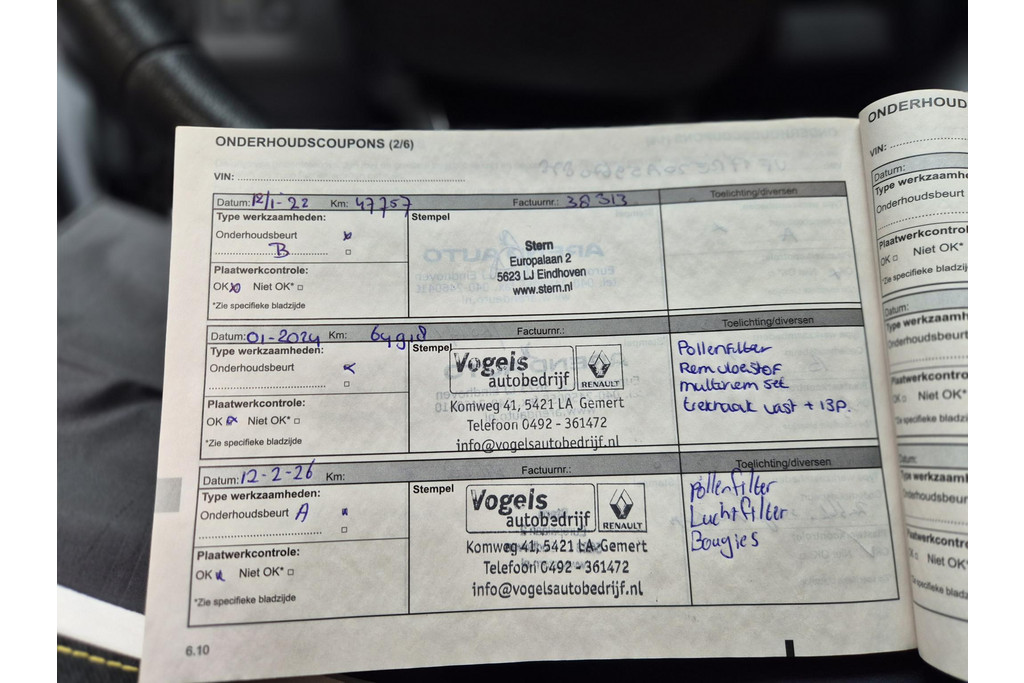 ONDERHOUDSCOUPONS (2/6)
VIN:
Datum: 12/1-22 Km: 47757 Factuurnr.: 38313 Toelichting/diversen
Type werkzaamheden: Stempel
Onderhoudsbeurt
B
Plaatwerkcontrole:
OK Niet OK*
*Zie specifieke bladzijde
Stern
Europalaan 2
5623 LJ Eindhoven
www.stern.nl
Datum: 01-2024 Km: 64918 Factuurnr.: Toelichting/diversen
Type werkzaamheden: Stempel
Onderhoudsbeurt
Plaatwerkcontrole:
OK Niet OK*
*Zie specifieke bladzijde
Vogels
autobedrijf RENAULT
Komweg 41, 5421 LA Gemert
Telefoon 0492 - 361472
info@vogelsautobedrijf.nl
Pollenfilter
Remvloestof
multiriem set
trekhaak vast + 13P.
Datum: 12-2-26 Km: Factuurnr.: Toelichting/diversen
Type werkzaamheden: Stempel
Onderhoudsbeurt A
Plaatwerkcontrole:
OK Niet OK*
*Zie specifieke bladzijde
Vogels
autobedrijf RENAULT
Komweg 41, 5421 LA Gemert
Telefoon 0492 - 361472
info@vogelsautobedrijf.nl
Pollenfilter
Luchtfilter
Bougies
6.10
ONDERHOUD
VIN:
Datum:
Type werkzaamhe
Onderhoudsbeurt
Plaatwerkcontrol
OK Niet OK*
*Zie specifieke bladzij